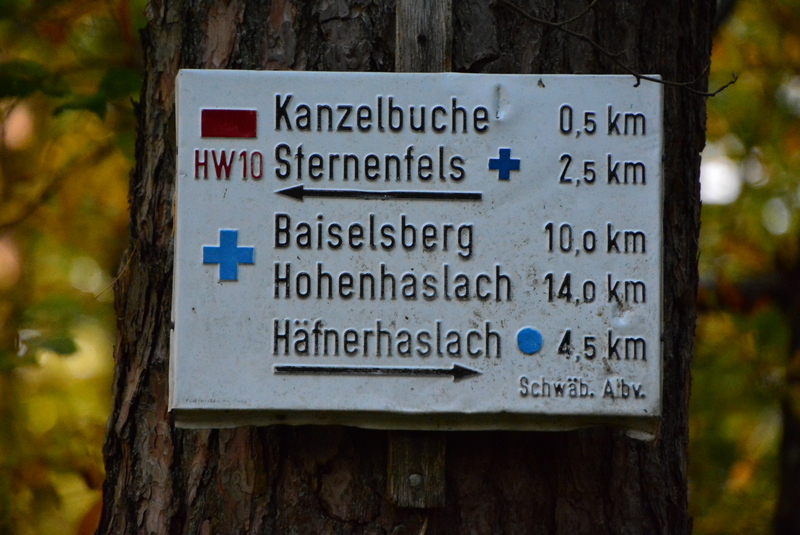 Kanzelbuche 0,5 km
HW10 Sternenfels 2,5 km
Baiselsberg 10,0 km
Hohenhaslach 14,0 km
Häfnerhaslach 4,5 km
Schwäb. Albv.